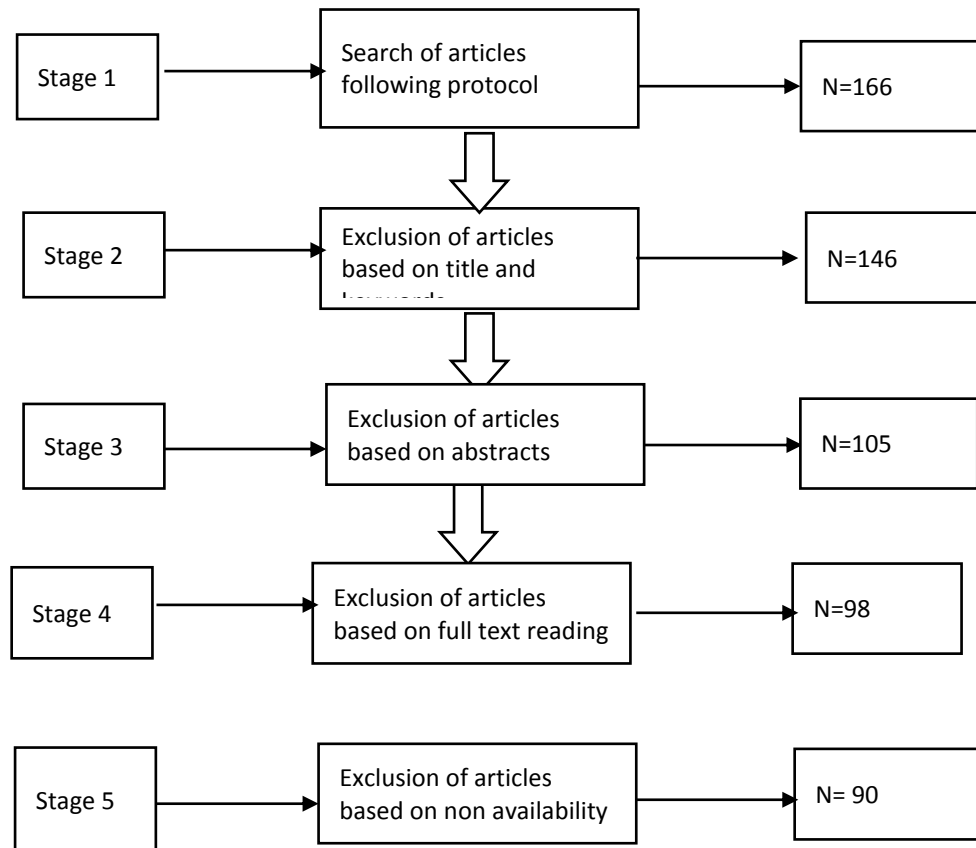 Stage 1
Search of articles
following protocol
N=166
Stage 2
Exclusion of articles
based on title and
keywords
N=146
Stage 3
Exclusion of articles
based on abstracts
N=105
Stage 4
Exclusion of articles
based on full text reading
N=98
Stage 5
Exclusion of articles
based on non availability
N= 90